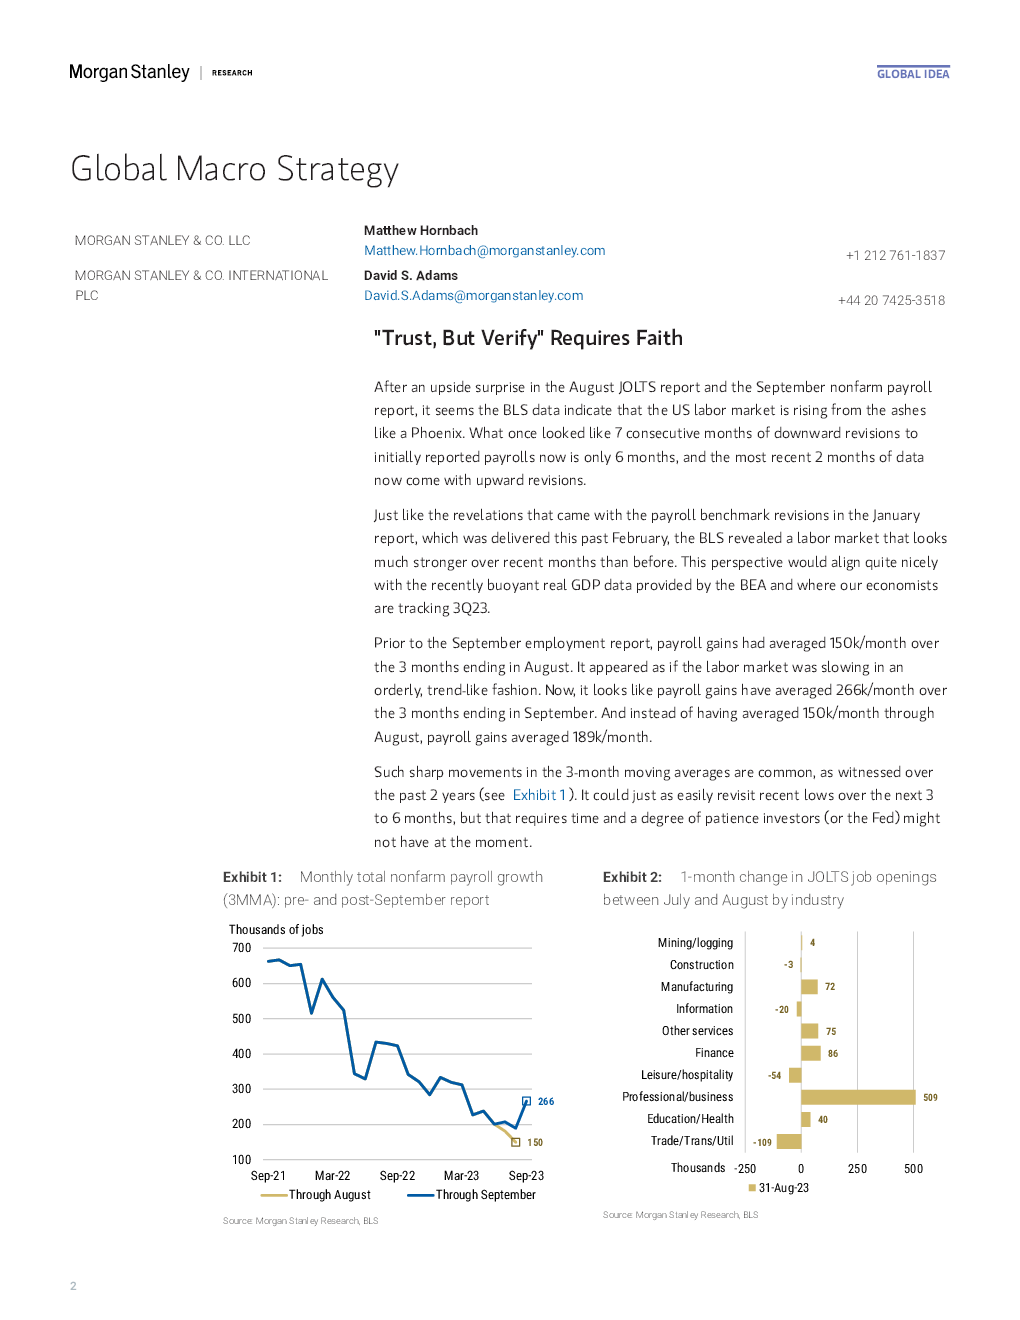 Morgan Stanley | RESEARCH
GLOBAL IDEA
Global Macro Strategy
MORGAN STANLEY & CO. LLC
Matthew Hornbach
Matthew.Hornbach@morganstanley.com
+1 212 761-1837
MORGAN STANLEY & CO. INTERNATIONAL
PLC
David S. Adams
David.S.Adams@morganstanley.com
+44 20 7425-3518
"Trust, But Verify" Requires Faith
After an upside surprise in the August JOLTS report and the September nonfarm payroll
report, it seems the BLS data indicate that the US labor market is rising from the ashes
like a Phoenix. What once looked like 7 consecutive months of downward revisions to
initially reported payrolls now is only 6 months, and the most recent 2 months of data
now come with upward revisions.
Just like the revelations that came with the payroll benchmark revisions in the January
report, which was delivered this past February, the BLS revealed a labor market that looks
much stronger over recent months than before. This perspective would align quite nicely
with the recently buoyant real GDP data provided by the BEA and where our economists
are tracking 3Q23.
Prior to the September employment report, payroll gains had averaged 150k/month over
the 3 months ending in August. It appeared as if the labor market was slowing in an
orderly, trend-like fashion. Now, it looks like payroll gains have averaged 266k/month over
the 3 months ending in September. And instead of having averaged 150k/month through
August, payroll gains averaged 189k/month.
Such sharp movements in the 3-month moving averages are common, as witnessed over
the past 2 years (see Exhibit 1 ). It could just as easily revisit recent lows over the next 3
to 6 months, but that requires time and a degree of patience investors (or the Fed) might
not have at the moment.
Exhibit 1: Monthly total nonfarm payroll growth
(3MMA): pre- and post-September report
Thousands of jobs
700
600
500
400
300
200
100
266
150
Sep-21 Mar-22 Sep-22 Mar-23 Sep-23
Through August Through September
Source: Morgan Stanley Research, BLS
Exhibit 2: 1-month change in JOLTS job openings
between July and August by industry
Mining/logging 4
Construction -3
Manufacturing 72
Information -20
Other services 75
Finance 86
Leisure/hospitality -54
Professional/business 509
Education/Health 40
Trade/Trans/Util -109
Thousands -250 0 250 500
31-Aug-23
Source: Morgan Stanley Research, BLS
2